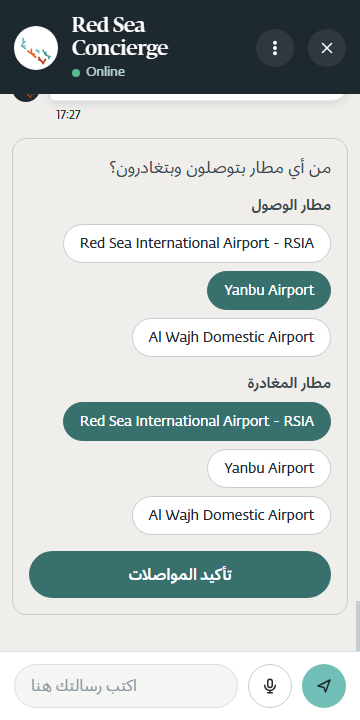 Red Sea
Concierge
Online
17:27
من أي مطار بتوصلون وبتغادرون؟
مطار الوصول
Red Sea International Airport - RSIA
Yanbu Airport
Al Wajh Domestic Airport
مطار المغادرة
Red Sea International Airport - RSIA
Yanbu Airport
Al Wajh Domestic Airport
تأكيد المواصلات
اكتب رسالتك هنا